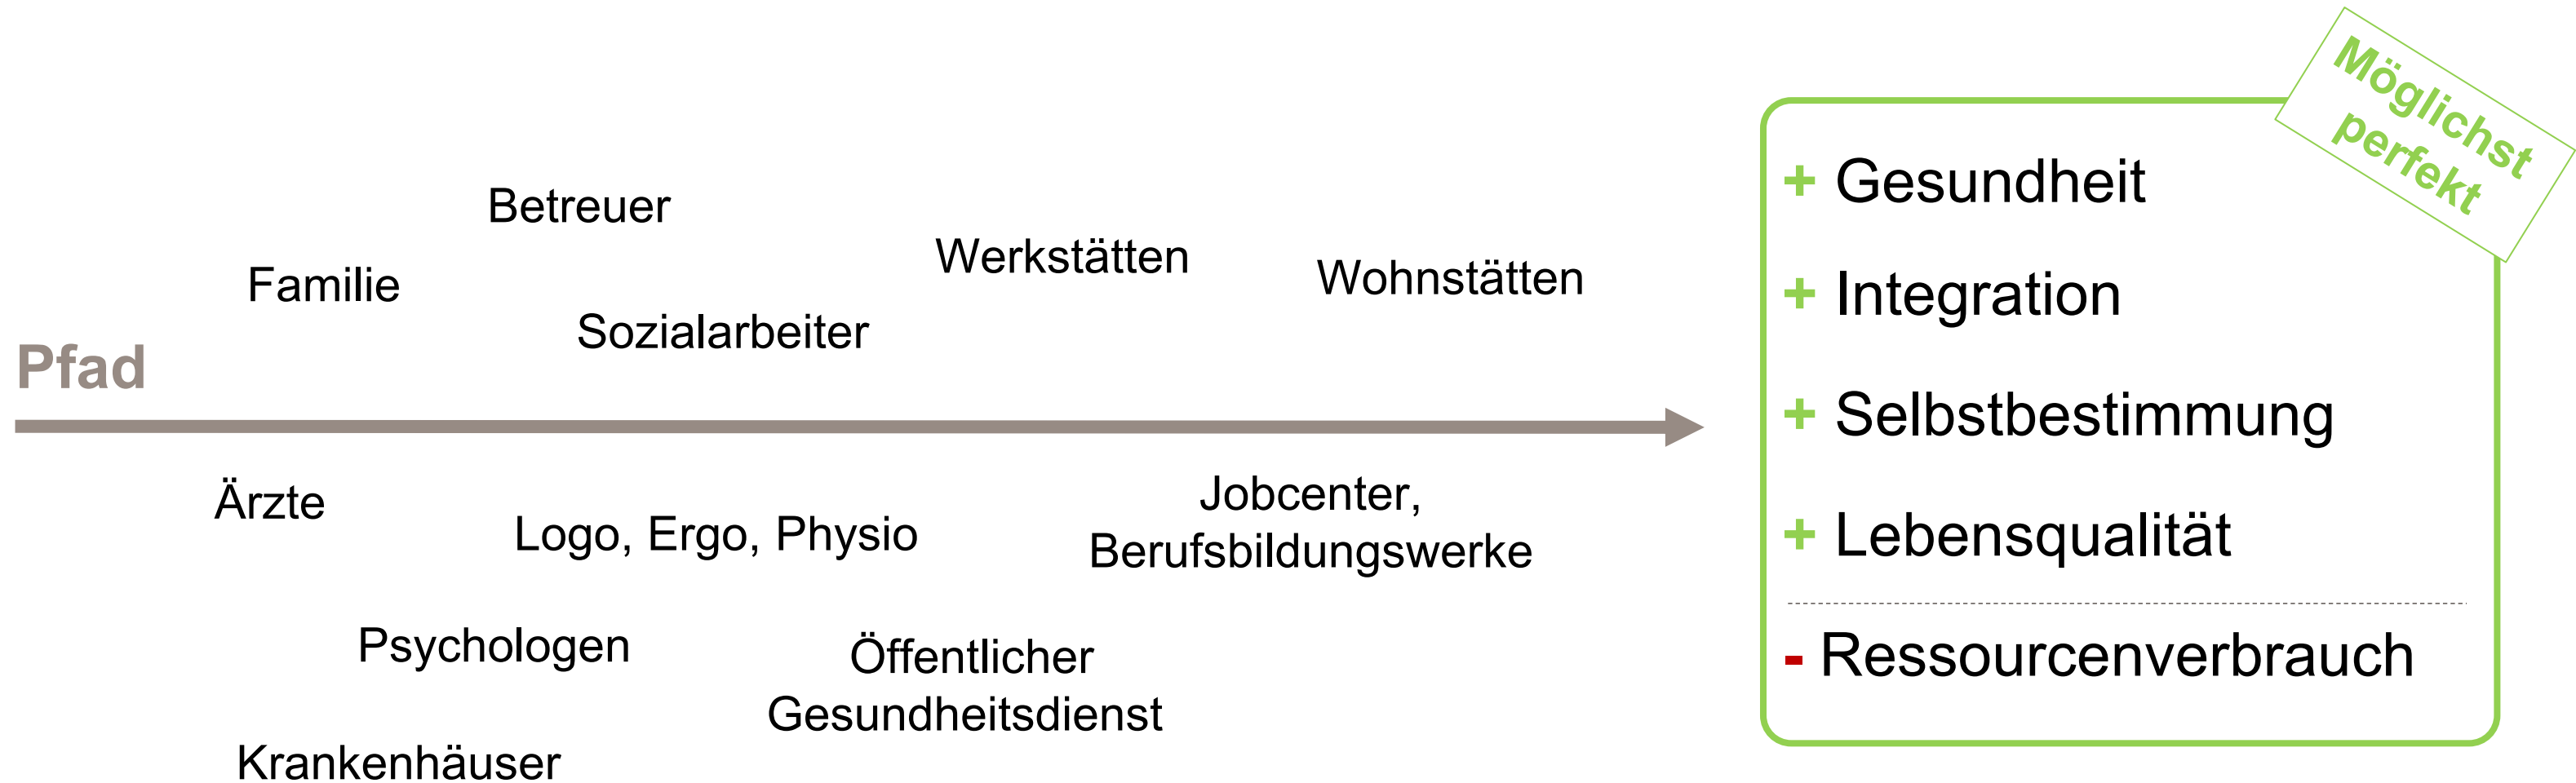 Pfad
Betreuer
Familie
Werkstätten
Wohnstätten
Sozialarbeiter
Ärzte
Logo, Ergo, Physio
Jobcenter,
Berufsbildungswerke
Psychologen
Öffentlicher
Gesundheitsdienst
Krankenhäuser
Möglichst
perfekt
+ Gesundheit
+ Integration
+ Selbstbestimmung
+ Lebensqualität
- Ressourcenverbrauch